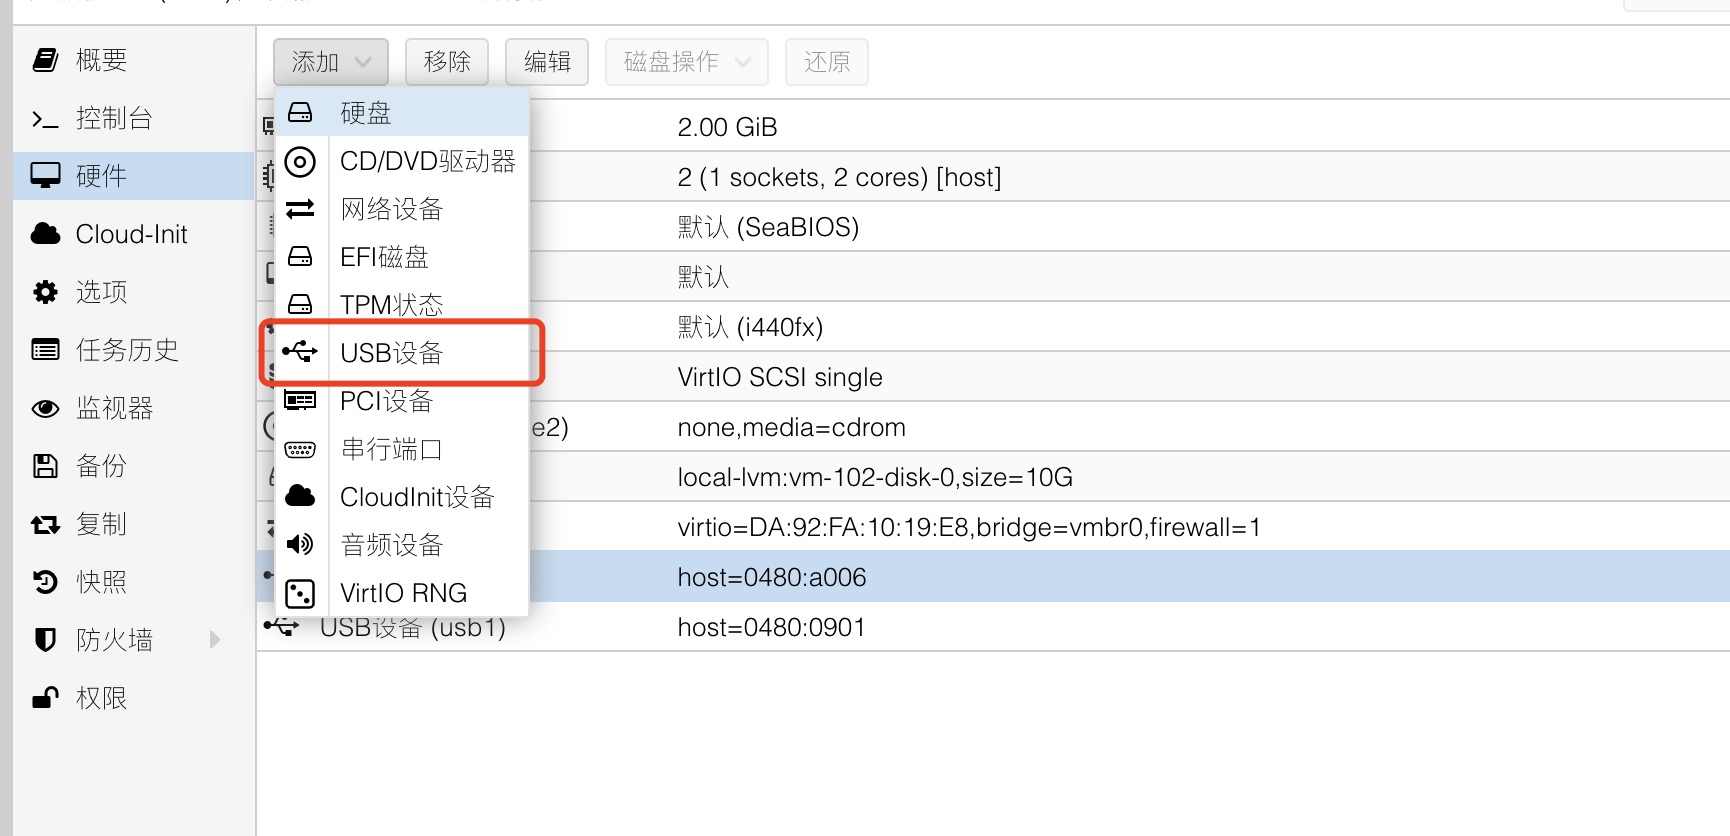 添加 移除 编辑 磁盘操作 还原
概要
控制台
硬件
Cloud-Init
选项
任务历史
监视器
备份
复制
快照
防火墙
权限
硬盘
CD/DVD驱动器
网络设备
EFI磁盘
TPM状态
USB设备
PCI设备
串行端口
CloudInit设备
音频设备
VirtIO RNG
2.00 GiB
2 (1 sockets, 2 cores) [host]
默认 (SeaBIOS)
默认
默认 (i440fx)
VirtIO SCSI single
e2) none,media=cdrom
local-lvm:vm-102-disk-0,size=10G
virtio=DA:92:FA:10:19:E8,bridge=vmbr0,firewall=1
host=0480:a006
USB设备 (usb1) host=0480:0901